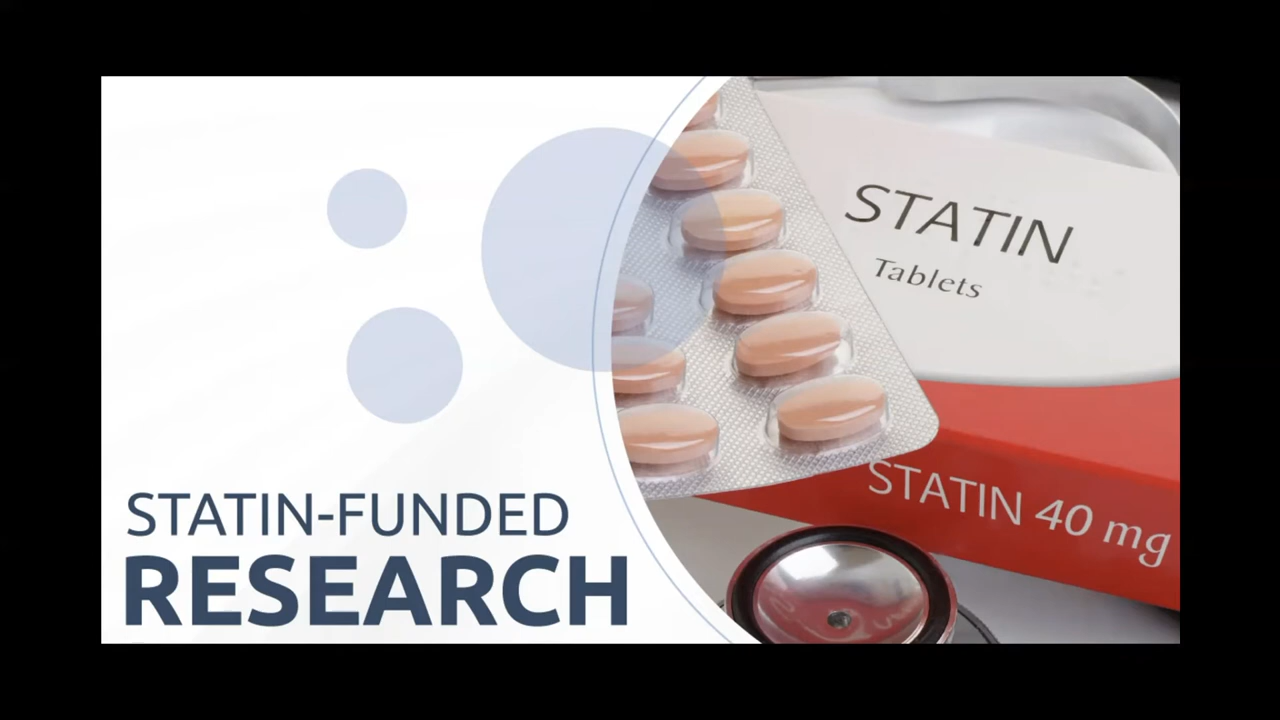 STATIN-FUNDED
RESEARCH
STATIN
Tablets
STATIN 40 mg